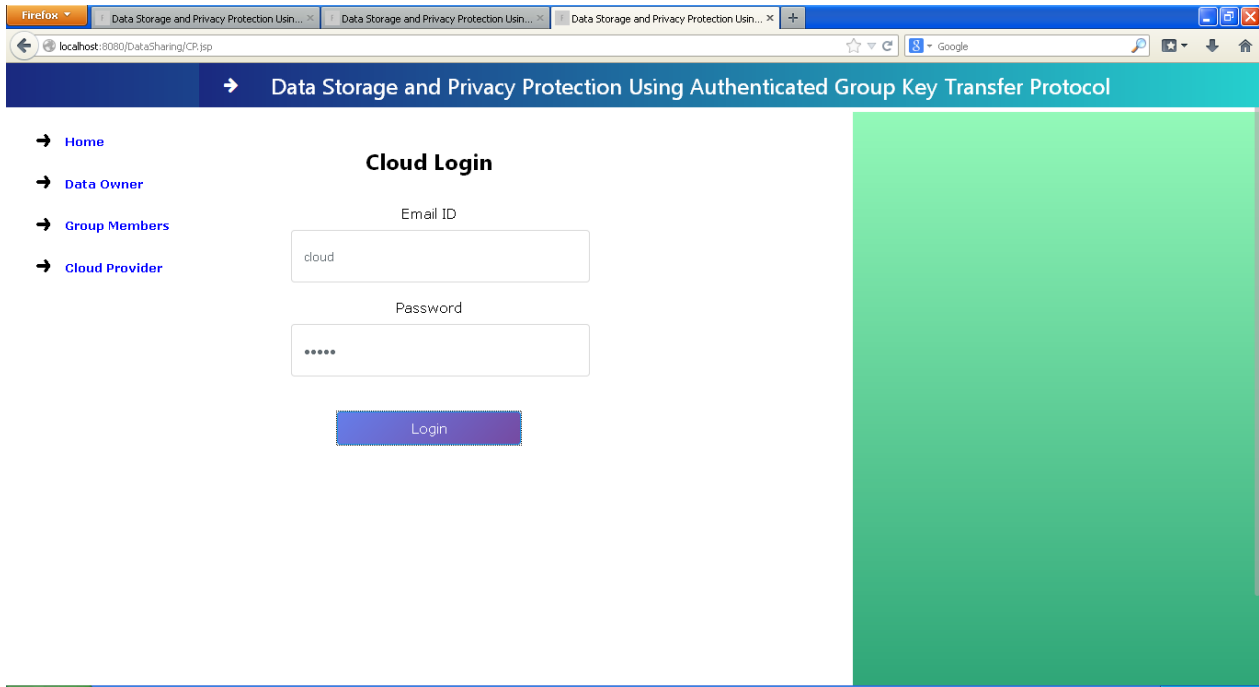 Firefox
Data Storage and Privacy Protection Usin...
Data Storage and Privacy Protection Usin...
Data Storage and Privacy Protection Usin...
localhost:8080/DataSharing/CP.jsp
Google
Data Storage and Privacy Protection Using Authenticated Group Key Transfer Protocol
Home
Data Owner
Group Members
Cloud Provider
Cloud Login
Email ID
cloud
Password
•••••
Login